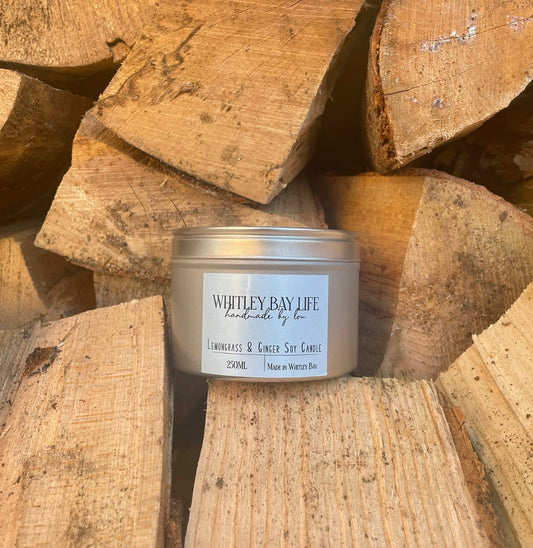 WHITLEY BAY LIFE
handmade by lou
Lemongrass & Ginger Soy Candle
250ML | Made in Whitley Bay